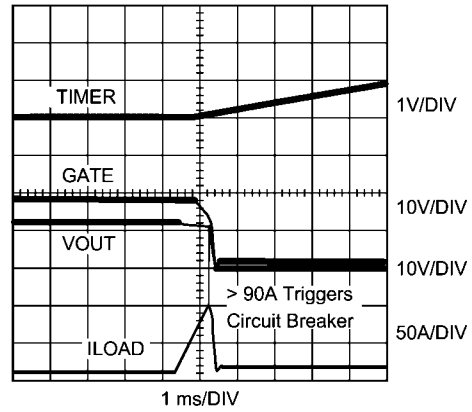 TIMER
1V/DIV
GATE
10V/DIV
VOUT
10V/DIV
> 90A Triggers
Circuit Breaker
50A/DIV
ILOAD
1 ms/DIV